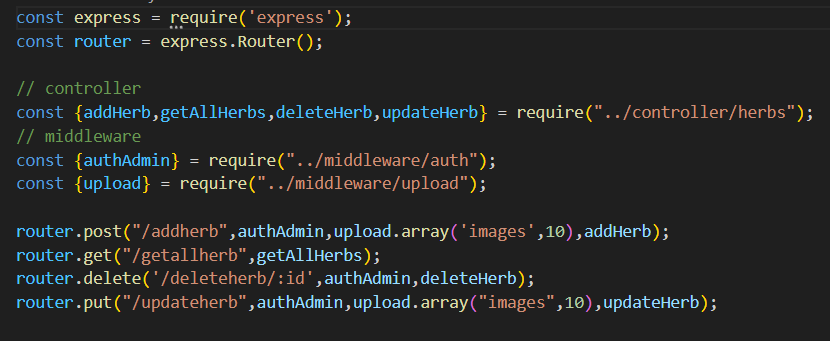 const express = require('express');
const router = express.Router();
// controller
const {addHerb,getAllHerbs,deleteHerb,updateHerb} = require("../controller/herbs");
// middleware
const {authAdmin} = require("../middleware/auth");
const {upload} = require("../middleware/upload");
router.post("/addherb",authAdmin,upload.array('images',10),addHerb);
router.get("/getallherb",getAllHerbs);
router.delete('/deleteherb/:id',authAdmin,deleteHerb);
router.put("/updateherb",authAdmin,upload.array("images",10),updateHerb);